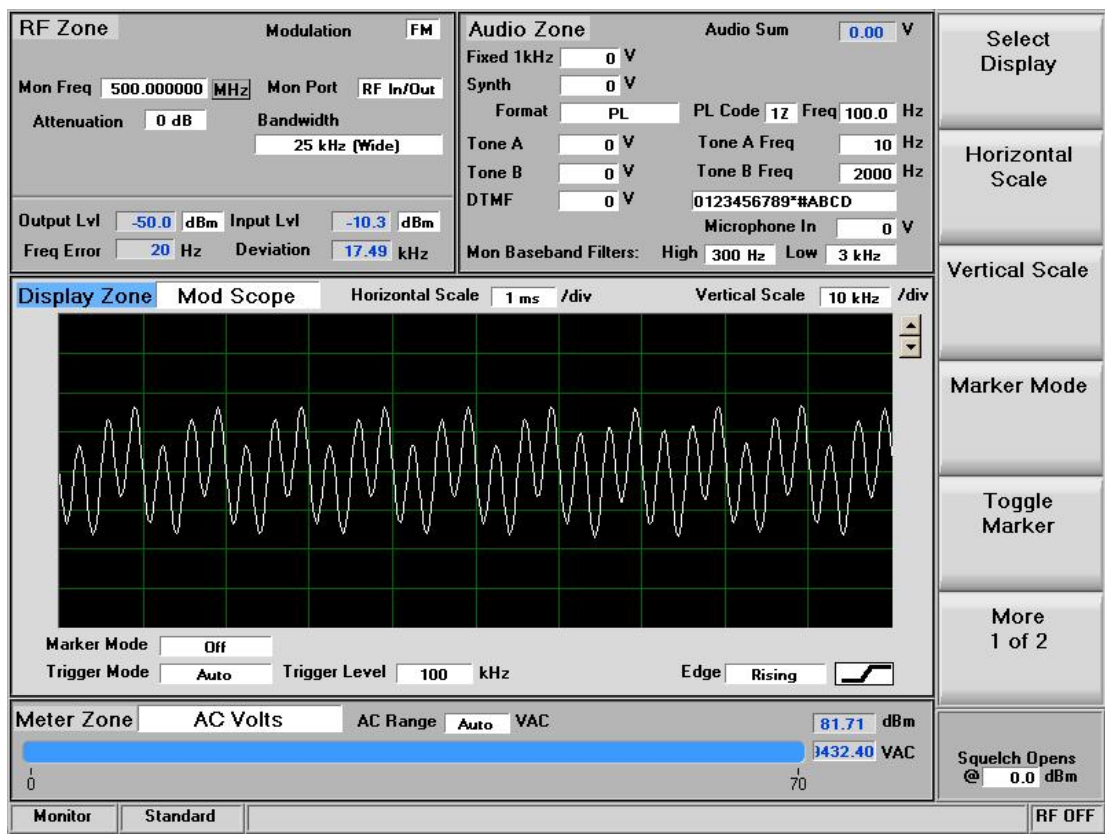 RF Zone Modulation FM
Mon Freq 500.000000 MHz Mon Port RF In/Out
Attenuation 0 dB Bandwidth
25 kHz (Wide)
Output Lvl -50.0 dBm Input Lvl -10.3 dBm
Freq Error 20 Hz Deviation 17.49 kHz
Audio Zone Audio Sum 0.00 V
Fixed 1kHz 0 V
Synth 0 V
Format PL PL Code 1Z Freq 100.0 Hz
Tone A 0 V Tone A Freq 10 Hz
Tone B 0 V Tone B Freq 2000 Hz
DTMF 0 V 0123456789*#ABCD
Microphone In 0 V
Mon Baseband Filters: High 300 Hz Low 3 kHz
Display Zone Mod Scope Horizontal Scale 1 ms /div Vertical Scale 10 kHz /div
Marker Mode Off
Trigger Mode Auto Trigger Level 100 kHz Edge Rising
Meter Zone AC Volts AC Range Auto VAC 81.71 dBm
432.40 VAC
0 70
Monitor Standard RF OFF
Select
Display
Horizontal
Scale
Vertical Scale
Marker Mode
Toggle
Marker
More
1 of 2
Squelch Opens
@ 0.0 dBm